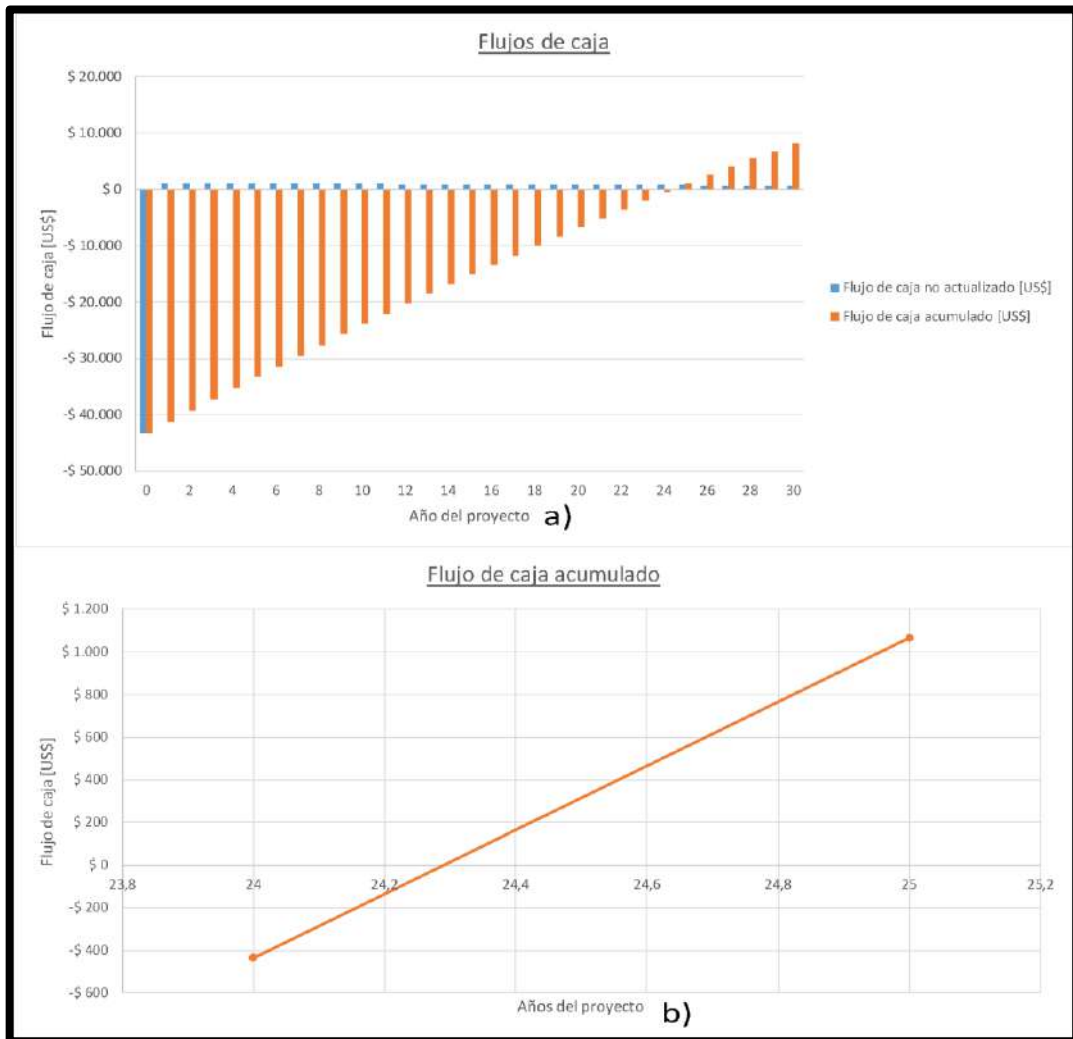 Flujos de caja
$ 20.000
$ 10.000
$ 0
-$ 10.000
-$ 20.000
-$ 30.000
-$ 40.000
-$ 50.000
Flujo de caja [US$]
0 2 4 6 8 10 12 14 16 18 20 22 24 26 28 30
Año del proyecto a)
Flujo de caja no actualizado [US$]
Flujo de caja acumulado [US$]
Flujo de caja acumulado
$ 1.200
$ 1.000
$ 800
$ 600
$ 400
$ 200
$ 0
-$ 200
-$ 400
-$ 600
Flujo de caja [US$]
23,8 24 24,2 24,4 24,6 24,8 25 25,2
Años del proyecto b)